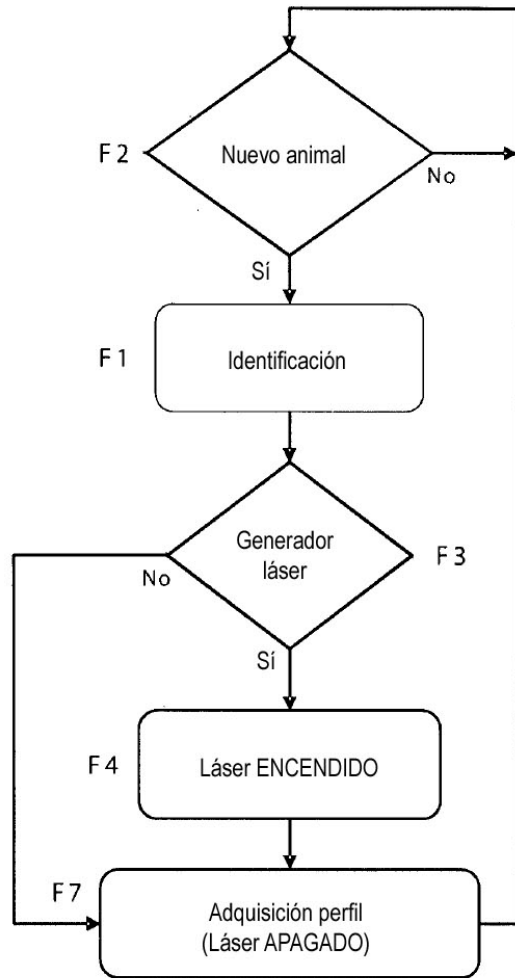 F 2
Nuevo animal
No
Sí
F 1
Identificación
Generador
láser
F 3
No
Sí
F 4
Láser ENCENDIDO
F 7
Adquisición perfil
(Láser APAGADO)